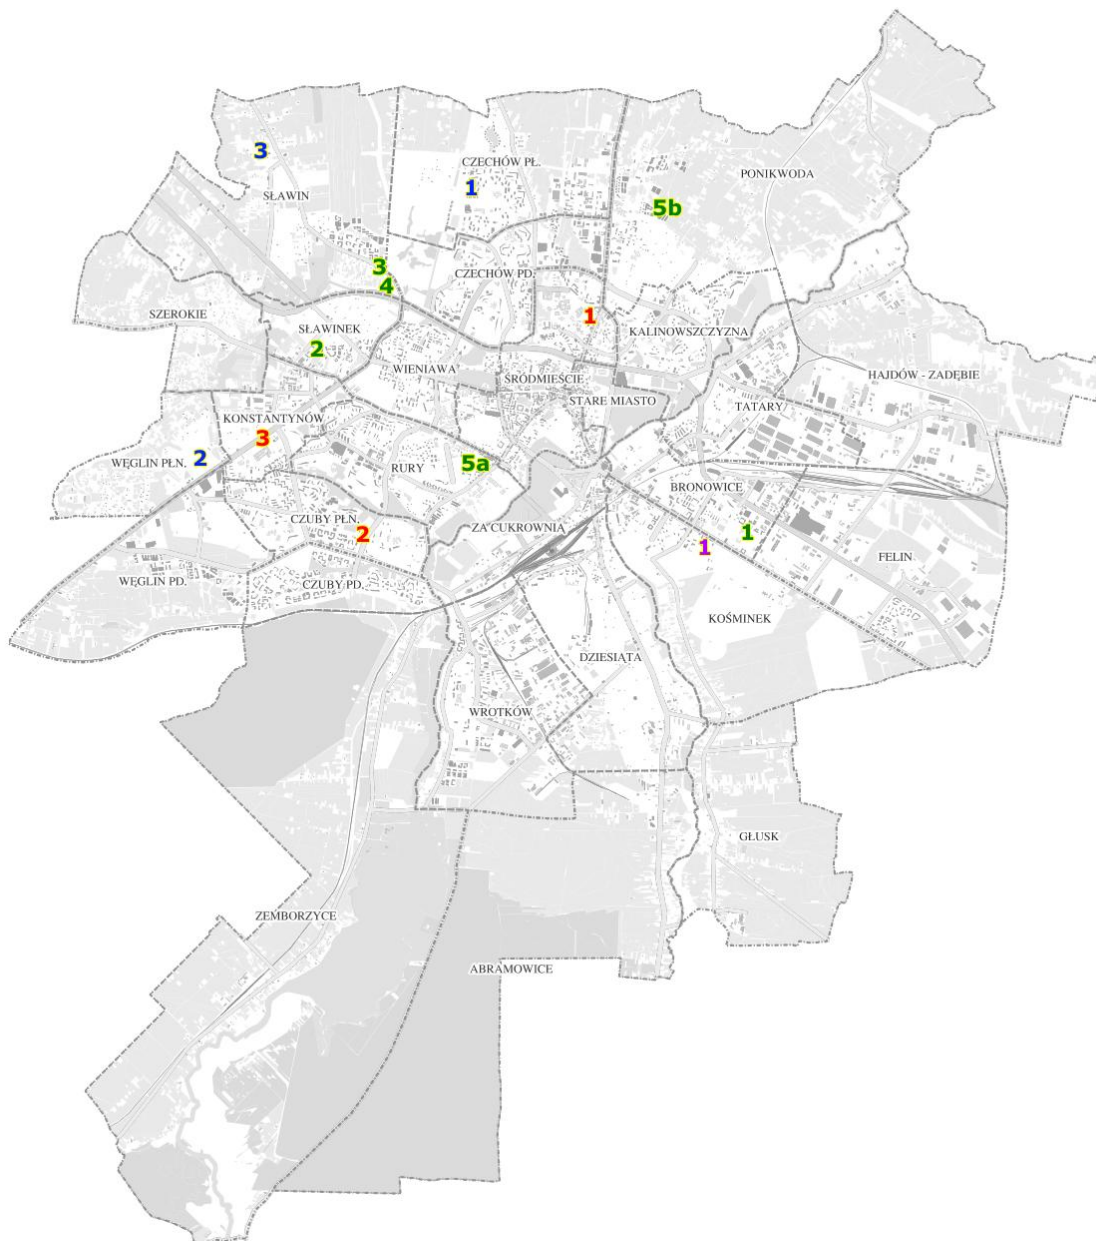 3
CZECHÓW PŁ.
PONIKWODA
1
SŁAWIN
5b
3
CZECHÓW PD.
4
SZEROKIE
1
SŁAWINEK
KALINOWSZCZYZNA
2
WIENIAWA
HAJDÓW - ZADĘBIE
ŚRÓDMIEŚCIE
STARE MIASTO
TATARY
KONSTANTYNÓW
3
WĘGLIN PŁN.
2
RURY
5a
BRONOWICE
CZUBY PŁN.
ZA CUKROWNIĄ
2
1
1
FELIN
WĘGLIN PD.
CZUBY PD.
KOŚMINEK
DZIESIĄTA
WROTKÓW
GŁUSK
ZEMBORZYCE
ABRAMOWICE